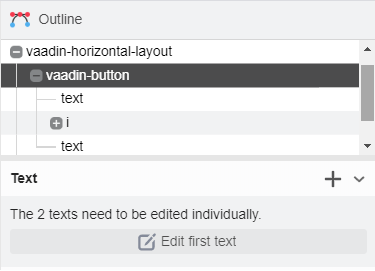 Outline
vaadin-horizontal-layout
vaadin-button
text
i
text
Text
The 2 texts need to be edited individually.
Edit first text